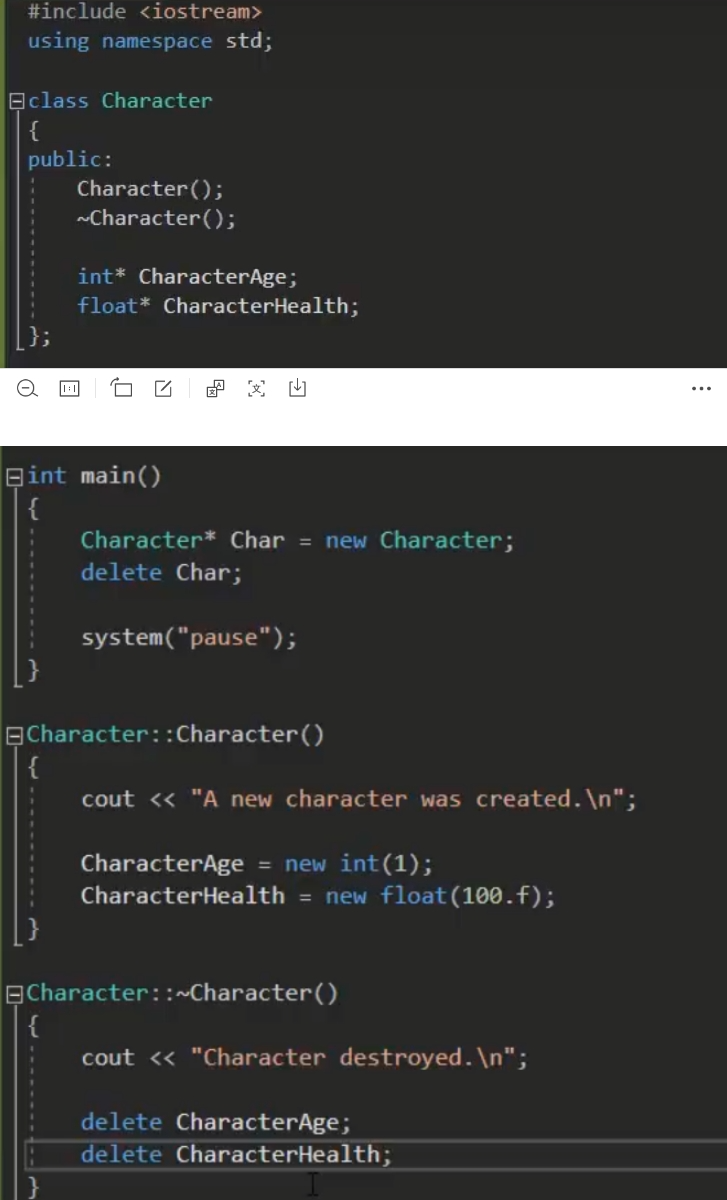 #include <iostream>
using namespace std;
class Character
{
public:
Character();
~Character();
int* CharacterAge;
float* CharacterHealth;
};
int main()
{
Character* Char = new Character;
delete Char;
system("pause");
}
Character::Character()
{
cout << "A new character was created.\n";
CharacterAge = new int(1);
CharacterHealth = new float(100.f);
}
Character::~Character()
{
cout << "Character destroyed.\n";
delete CharacterAge;
delete CharacterHealth;
}